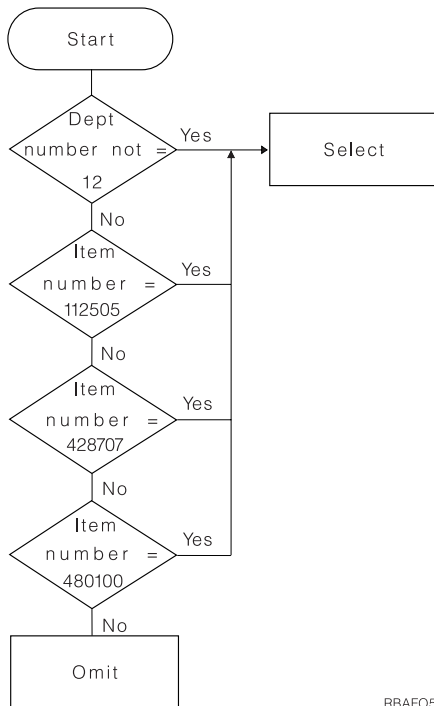 Start
Dept
number not =
12
Yes
Select
No
Item
number =
112505
Yes
No
Item
number =
428707
Yes
No
Item
number =
480100
Yes
No
Omit